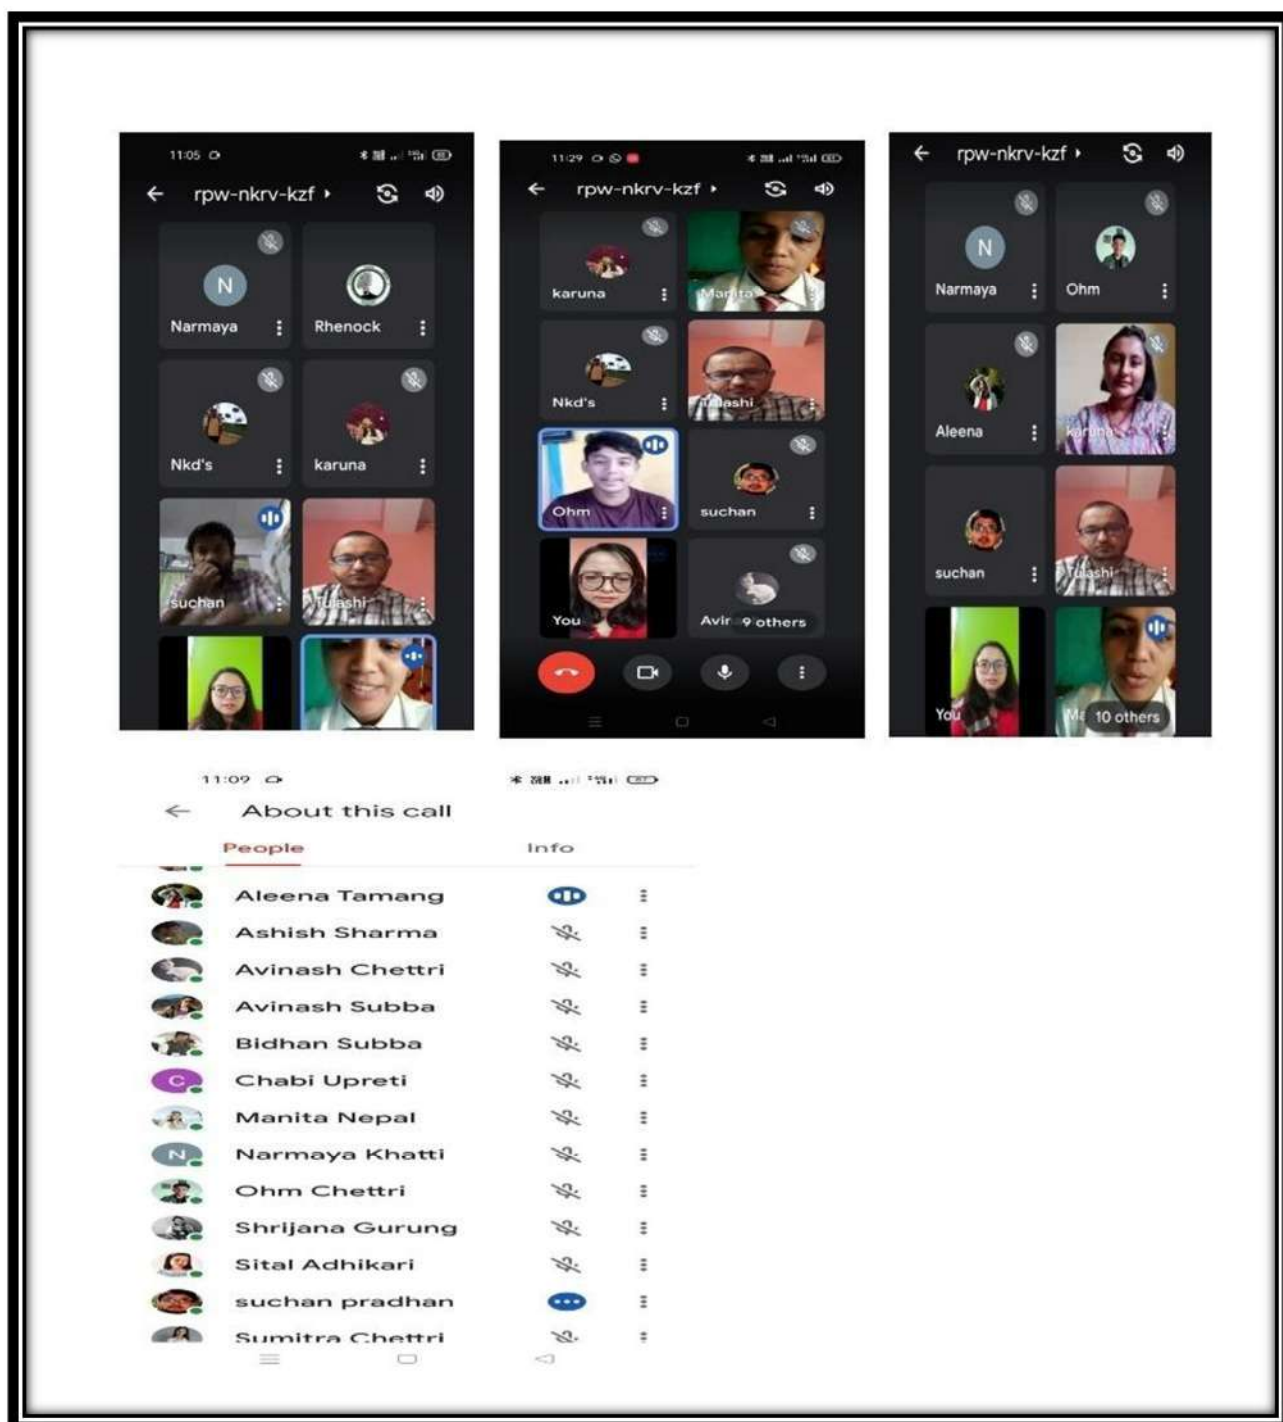 11:05
rpw-nkrv-kzf
N
Narmaya
Rhenock
Nkd's
karuna
suchan
Tulashi
11:29
rpw-nkrv-kzf
karuna
Manita
Nkd's
Tulashi
Ohm
suchan
You
Avin
9 others
rpw-nkrv-kzf
N
Narmaya
Ohm
Aleena
karuna
suchan
Tulashi
You
Ma
10 others
11:09
About this call
People Info
Aleena Tamang
Ashish Sharma
Avinash Chettri
Avinash Subba
Bidhan Subba
C Chabi Upreti
Manita Nepal
N Narmaya Khatti
Ohm Chettri
Shrijana Gurung
Sital Adhikari
suchan pradhan
Sumitra Chettri